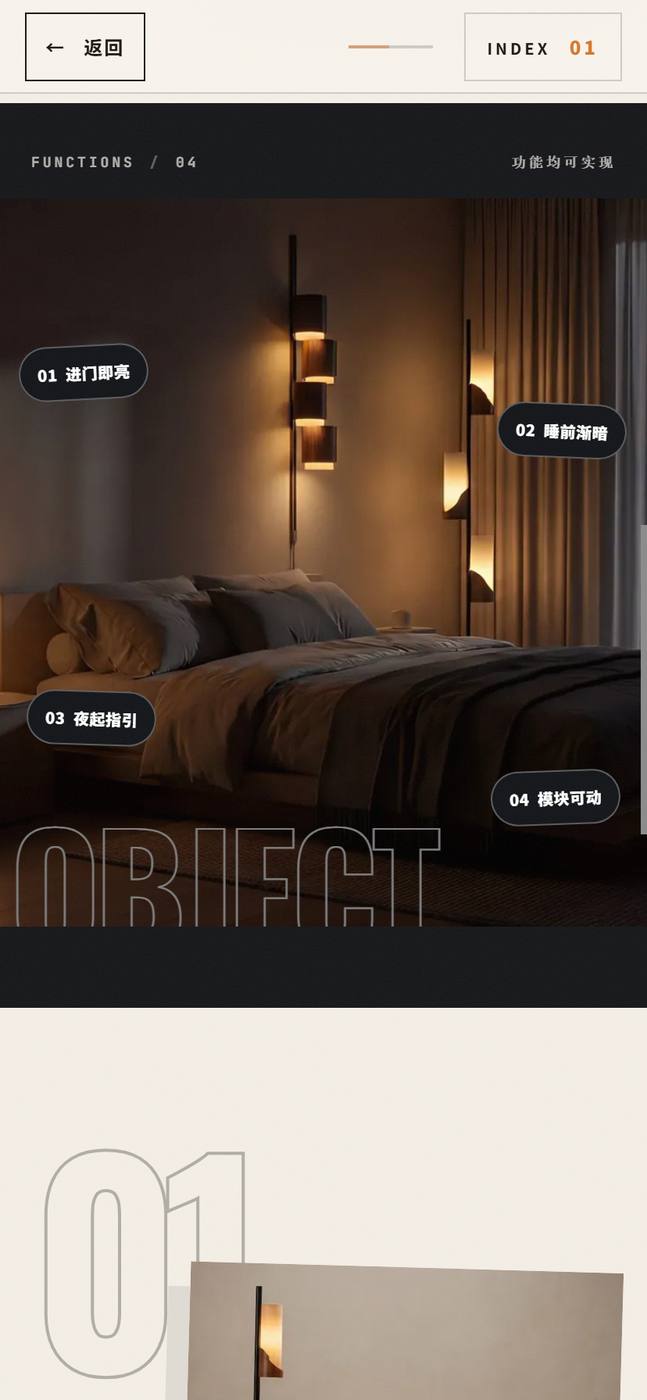 ← 返回
INDEX 01
FUNCTIONS / 04
功能均可实现
01 进门即亮
02 睡前渐暗
03 夜起指引
04 模块可动
OBJECT
01